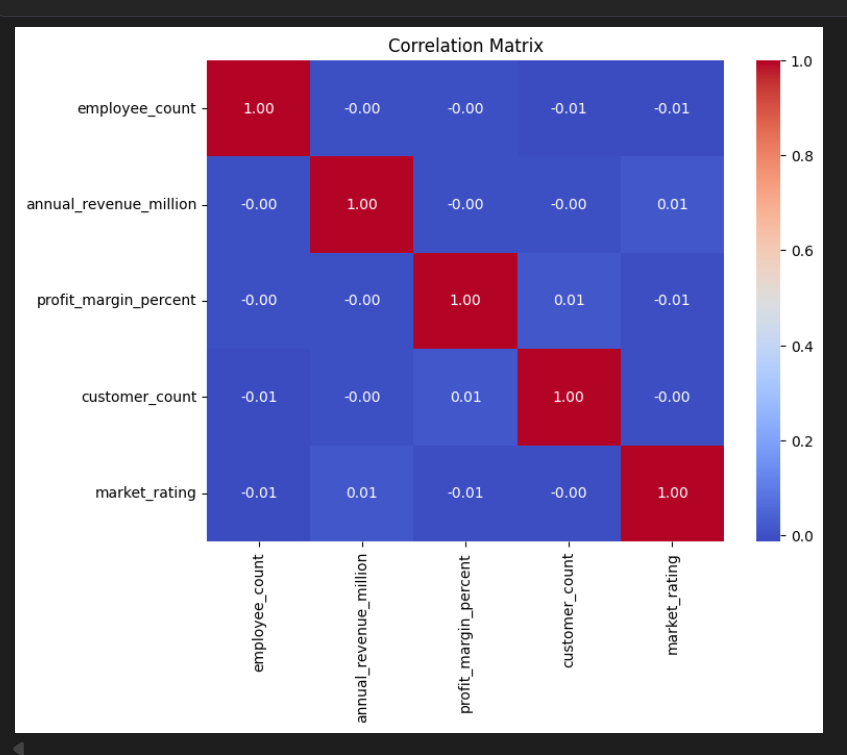 Correlation Matrix
employee_count 1.00 -0.00 -0.00 -0.01 -0.01
annual_revenue_million -0.00 1.00 -0.00 -0.00 0.01
profit_margin_percent -0.00 -0.00 1.00 0.01 -0.01
customer_count -0.01 -0.00 0.01 1.00 -0.00
market_rating -0.01 0.01 -0.01 -0.00 1.00
employee_count
annual_revenue_million
profit_margin_percent
customer_count
market_rating
1.0
0.8
0.6
0.4
0.2
0.0